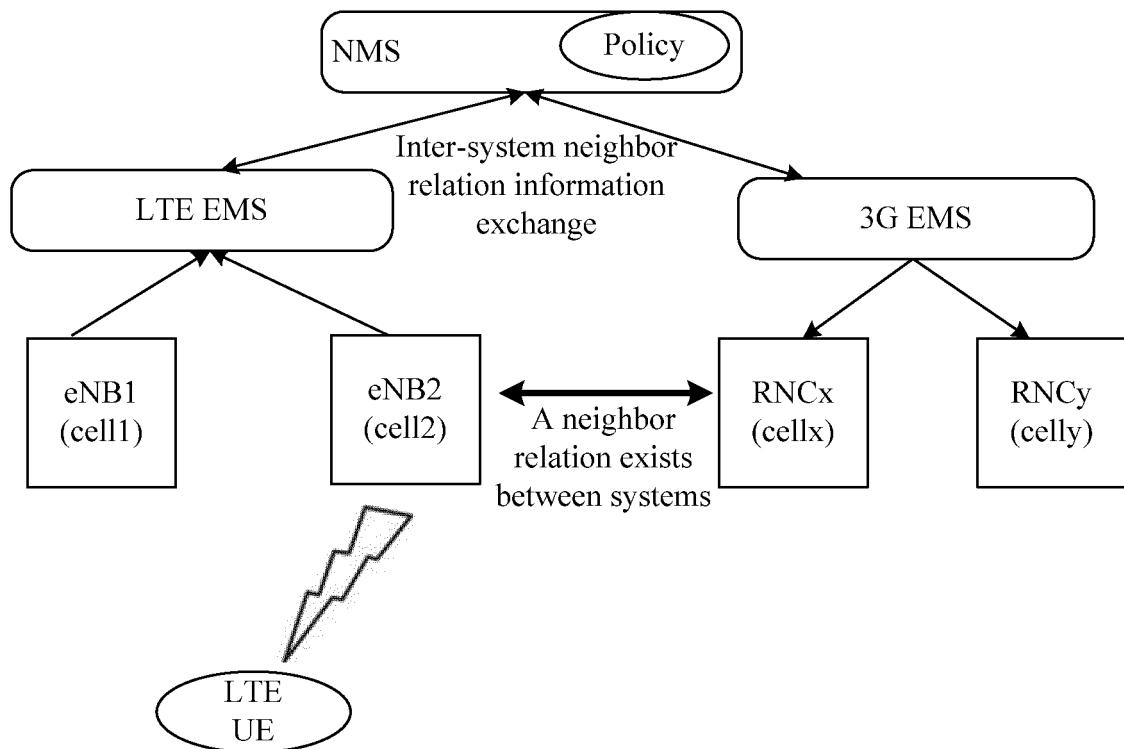 NMS
Policy
Inter-system neighbor
relation information
exchange
LTE EMS
3G EMS
eNB1
(cell1)
eNB2
(cell2)
A neighbor
relation exists
between systems
RNCx
(cellx)
RNCy
(celly)
LTE
UE